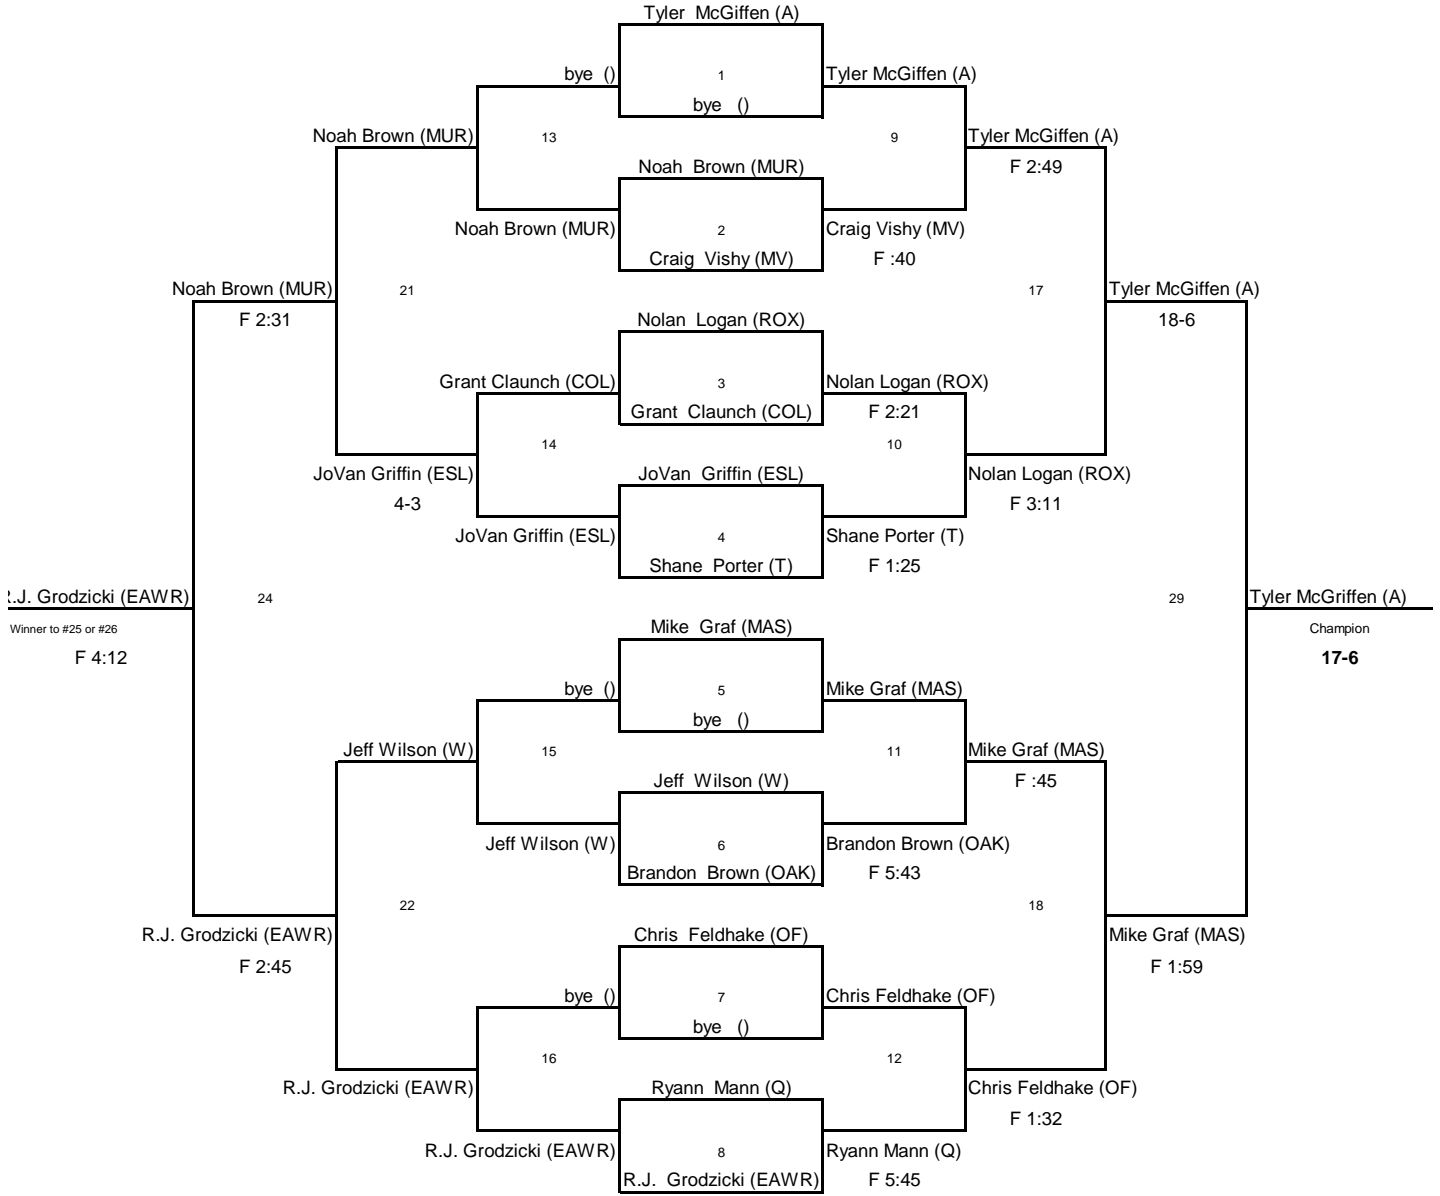 Tyler McGiffen (A)
bye () 1 Tyler McGiffen (A)
bye ()
Noah Brown (MUR) 13 9 Tyler McGiffen (A)
Noah Brown (MUR) F 2:49
Noah Brown (MUR) 2 Craig Vishy (MV)
Craig Vishy (MV) F :40
Noah Brown (MUR) 21 17 Tyler McGiffen (A)
F 2:31 Nolan Logan (ROX) 18-6
Grant Claunch (COL) 3 Nolan Logan (ROX)
Grant Claunch (COL) F 2:21
14 10
JoVan Griffin (ESL) JoVan Griffin (ESL) Nolan Logan (ROX)
4-3 F 3:11
JoVan Griffin (ESL) 4 Shane Porter (T)
Shane Porter (T) F 1:25
R.J. Grodzicki (EAWR) 24 29 Tyler McGriffen (A)
Winner to #25 or #26 Mike Graf (MAS) Champion
F 4:12 17-6
bye () 5 Mike Graf (MAS)
bye ()
Jeff Wilson (W) 15 11 Mike Graf (MAS)
Jeff Wilson (W) F :45
Jeff Wilson (W) 6 Brandon Brown (OAK)
Brandon Brown (OAK) F 5:43
22 18
R.J. Grodzicki (EAWR) Chris Feldhake (OF) Mike Graf (MAS)
F 2:45 F 1:59
bye () 7 Chris Feldhake (OF)
bye ()
16 12
R.J. Grodzicki (EAWR) Ryann Mann (Q) Chris Feldhake (OF)
F 1:32
R.J. Grodzicki (EAWR) 8 Ryann Mann (Q)
R.J. Grodzicki (EAWR) F 5:45